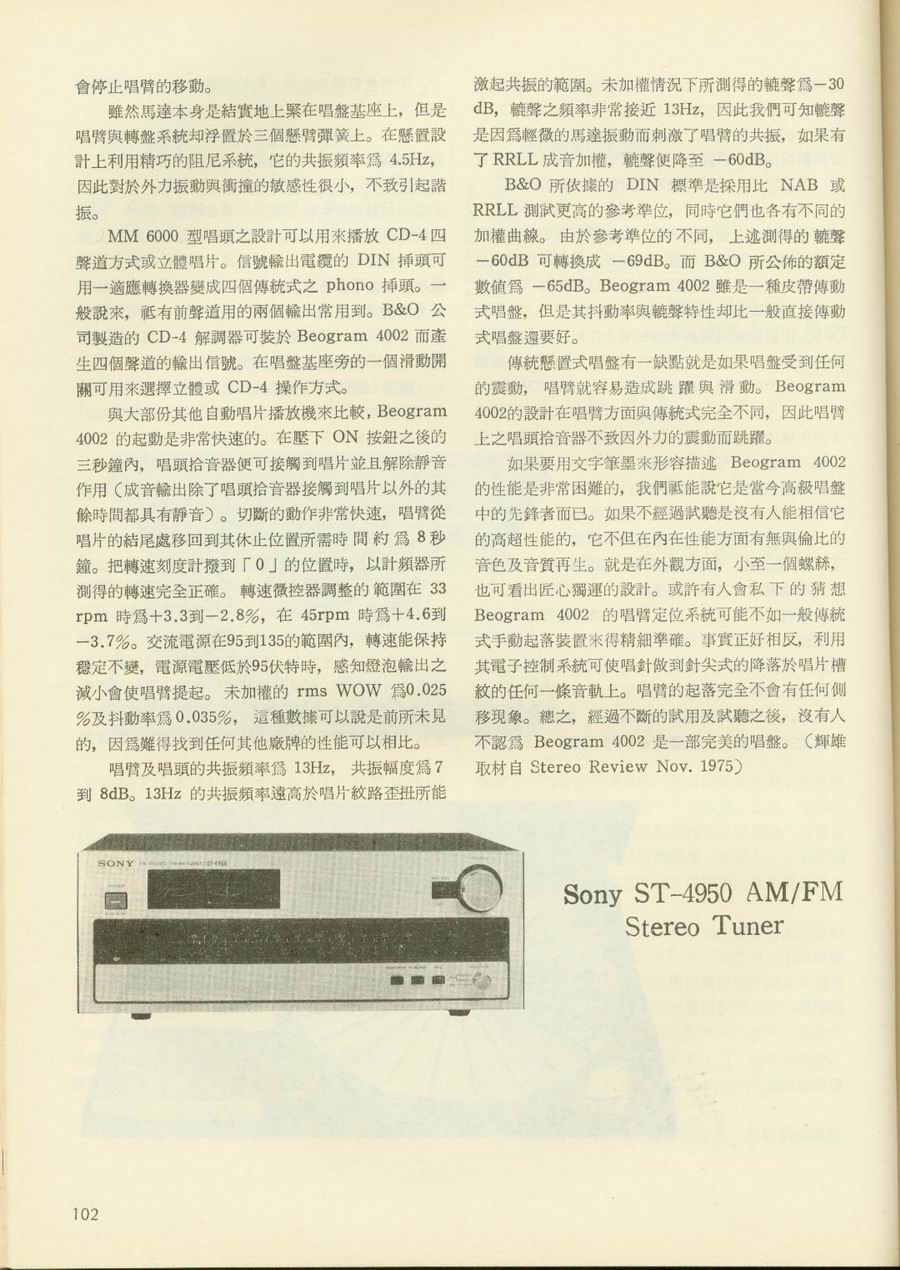 會停止唱臂的移動。
雖然馬達本身是結實地上緊在唱盤基座上，但是
唱臂與轉盤系統却浮置於三個懸臂彈簧上。在懸置設
計上利用精巧的阻尼系統，它的共振頻率爲 4.5Hz，
因此對於外力振動與衝撞的敏感性很小，不致引起諧
振。
MM 6000 型唱頭之設計可以用來播放 CD-4 四
聲道方式或立體唱片。信號輸出電纜的 DIN 揷頭可
用一適應轉換器變成四個傳統式之 phono 揷頭。一
般說來，祗有前聲道用的兩個輸出常用到。B&O 公
司製造的 CD-4 解調器可裝於 Beogram 4002 而產
生四個聲道的輸出信號。在唱盤基座旁的一個滑動開
關可用來選擇立體或 CD-4 操作方式。
與大部份其他自動唱片播放機來比較，Beogram
4002 的起動是非常快速的。在壓下 ON 按鈕之後的
三秒鐘內，唱頭拾音器便可接觸到唱片並且解除靜音
作用（成音輸出除了唱頭拾音器接觸到唱片以外的其
餘時間都具有靜音）。切斷的動作非常快速，唱臂從
唱片的結尾處移回到其休止位置所需時 間 約 爲 8 秒
鐘。把轉速刻度計撥到「0」的位置時，以計頻器所
測得的轉速完全正確。 轉速微控器調整的 範圍在 33
rpm 時爲+3.3到−2.8%，在 45rpm 時爲+4.6到
−3.7%。交流電源在95到135的範圍內，轉速能保持
穩定不變，電源電壓低於95伏特時，感知燈泡輸出之
減小會使唱臂提起。 未加權的 rms WOW 爲0.025
%及抖動率爲0.035%， 這種數據可以說是前所未見
的，因爲難得找到任何其他廠牌的性能可以相比。
唱臂及唱頭的共振頻率爲 13Hz， 共振幅度爲7
到 8dB。13Hz 的共振頻率遠高於唱片紋路歪扭所能
激起共振的範圍。未加權情況下所測得的轆聲爲−30
dB，轆聲之頻率非常接近 13Hz，因此我們可知轆聲
是因爲輕微的馬達振動而刺激了唱臂的共振，如果有
了RRLL 成音加權，轆聲便降至 −60dB。
B&O 所依據的 DIN 標準是採用比 NAB 或
RRLL 測試更高的參考準位，同時它們也各有不同的
加權曲線。 由於參考準位的 不同， 上述測得的 轆聲
−60dB 可轉換成 −69dB。而 B&O 所公佈的額定
數値爲 −65dB。Beogram 4002 雖是一種皮帶傳動
式唱盤，但是其抖動率與轆聲特性却比一般直接傳動
式唱盤還要好。
傳統懸置式唱盤有一缺點就是如果唱盤受到任何
的震動， 唱臂就容易造成跳 躍 與 滑 動。 Beogram
4002的設計在唱臂方面與傳統式完全不同，因此唱臂
上之唱頭拾音器不致因外力的震動而跳躍。
如果要用文字筆墨來形容描述 Beogram 4002
的性能是非常困難的，我們祗能說它是當今高級唱盤
中的先鋒者而已。如果不經過試聽是沒有人能相信它
的高超性能的，它不但在內在性能方面有無與倫比的
音色及音質再生。就是在外觀方面，小至一個螺絲，
也可看出匠心獨運的設計。或許有人會私 下 的 猜 想
Beogram 4002 的唱臂定位系統可能不如一般傳統
式手動起落裝置來得精細準確。事實正好相反，利用
其電子控制系統可使唱針做到針尖式的降落於唱片槽
紋的任何一條音軌上。唱臂的起落完全不會有任何側
移現象。總之，經過不斷的試用及試聽之後，沒有人
不認爲 Beogram 4002 是一部完美的唱盤。（輝雄
取材自 Stereo Review Nov. 1975）
SONY
Sony ST-4950 AM/FM
Stereo Tuner
102